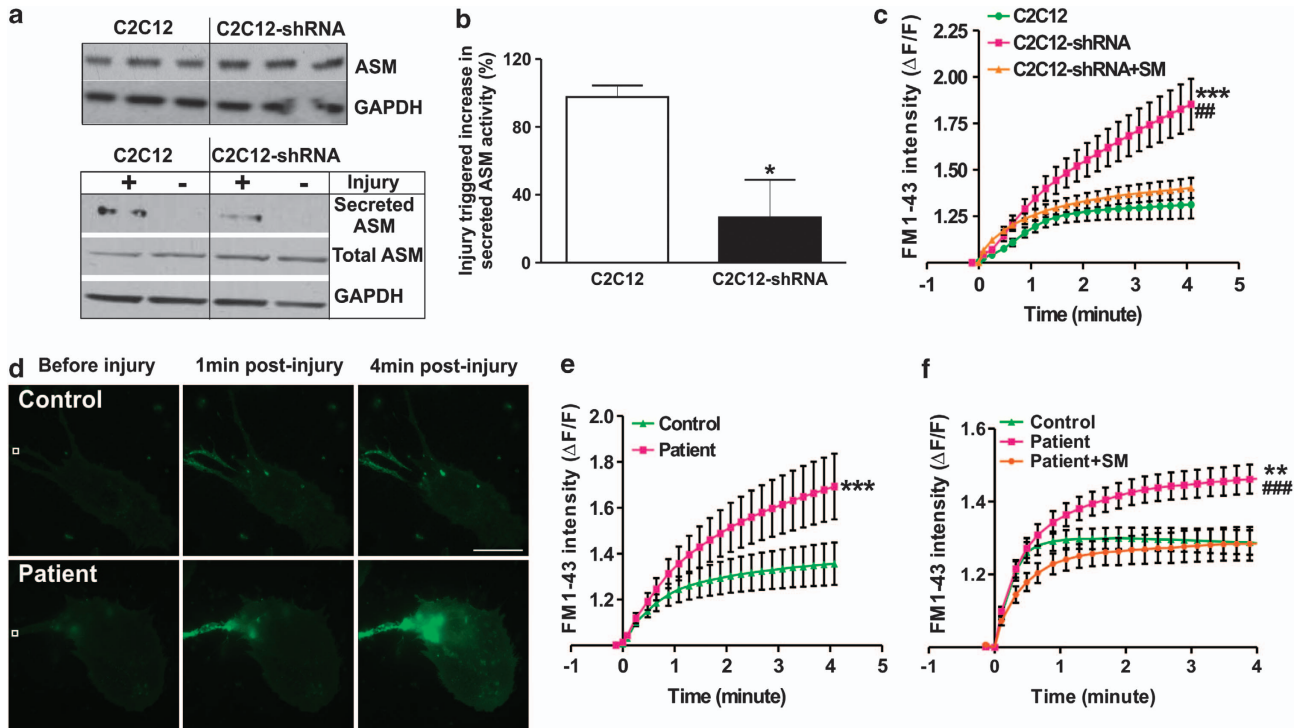 a
C2C12 C2C12-shRNA
ASM
GAPDH
C2C12 C2C12-shRNA
+ - + - Injury
Secreted
ASM
Total ASM
GAPDH
b
Injury triggered increase in
secreted ASM activity (%)
120
80
40
0
*
C2C12 C2C12-shRNA
c
C2C12
C2C12-shRNA
C2C12-shRNA+SM
FM1-43 intensity (ΔF/F)
2.25
2.00
1.75
1.50
1.25
***
##
-1 0 1 2 3 4 5
Time (minute)
d Before injury 1min post-injury 4min post-injury
Control
Patient
e
Control
Patient
FM1-43 intensity (ΔF/F)
2.0
1.8
1.6
1.4
1.2
***
-1 0 1 2 3 4 5
Time (minute)
f
Control
Patient
Patient+SM
FM1-43 intensity (ΔF/F)
1.6
1.4
1.2
**
###
-1 0 1 2 3 4
Time (minute)